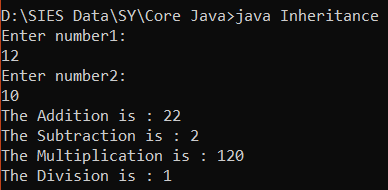 D:\SIES Data\SY\Core Java>java Inheritance
Enter number1:
12
Enter number2:
10
The Addition is : 22
The Subtraction is : 2
The Multiplication is : 120
The Division is : 1